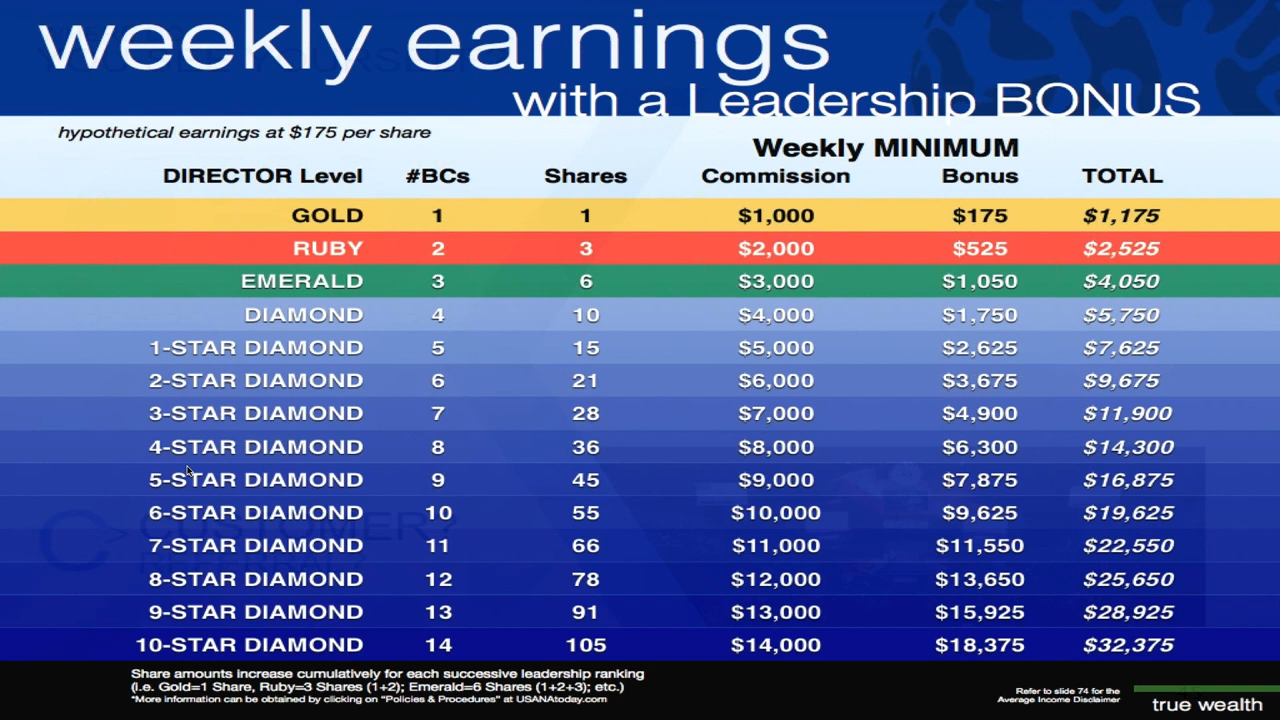 weekly earnings
with a Leadership BONUS
hypothetical earnings at $175 per share
Weekly MINIMUM
DIRECTOR Level #BCs Shares Commission Bonus TOTAL
GOLD 1 1 $1,000 $175 $1,175
RUBY 2 3 $2,000 $525 $2,525
EMERALD 3 6 $3,000 $1,050 $4,050
DIAMOND 4 10 $4,000 $1,750 $5,750
1-STAR DIAMOND 5 15 $5,000 $2,625 $7,625
2-STAR DIAMOND 6 21 $6,000 $3,675 $9,675
3-STAR DIAMOND 7 28 $7,000 $4,900 $11,900
4-STAR DIAMOND 8 36 $8,000 $6,300 $14,300
5-STAR DIAMOND 9 45 $9,000 $7,875 $16,875
6-STAR DIAMOND 10 55 $10,000 $9,625 $19,625
CUSTOMER?
7-STAR DIAMOND 11 66 $11,000 $11,550 $22,550
8-STAR DIAMOND 12 78 $12,000 $13,650 $25,650
9-STAR DIAMOND 13 91 $13,000 $15,925 $28,925
10-STAR DIAMOND 14 105 $14,000 $18,375 $32,375
Share amounts increase cumulatively for each successive leadership ranking
(i.e. Gold=1 Share, Ruby=3 Shares (1+2); Emerald=6 Shares (1+2+3); etc.)
*More information can be obtained by clicking on "Policies & Procedures" at USANAtoday.com
Refer to slide 74 for the
Average Income Disclaimer
true wealth